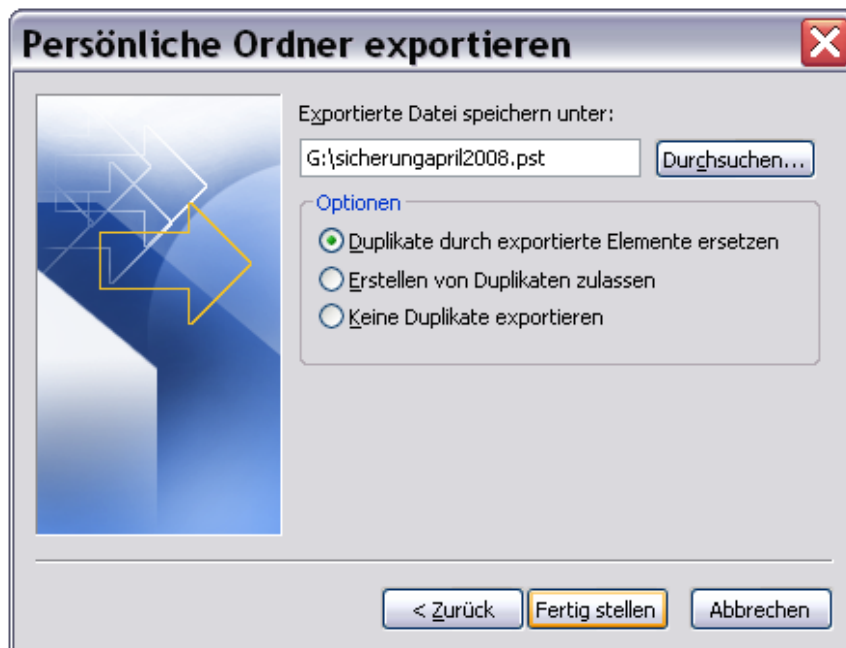 Persönliche Ordner exportieren
Exportierte Datei speichern unter:
G:\sicherungapril2008.pst
Durchsuchen...
Optionen
Duplikate durch exportierte Elemente ersetzen
Erstellen von Duplikaten zulassen
Keine Duplikate exportieren
< Zurück
Fertig stellen
Abbrechen